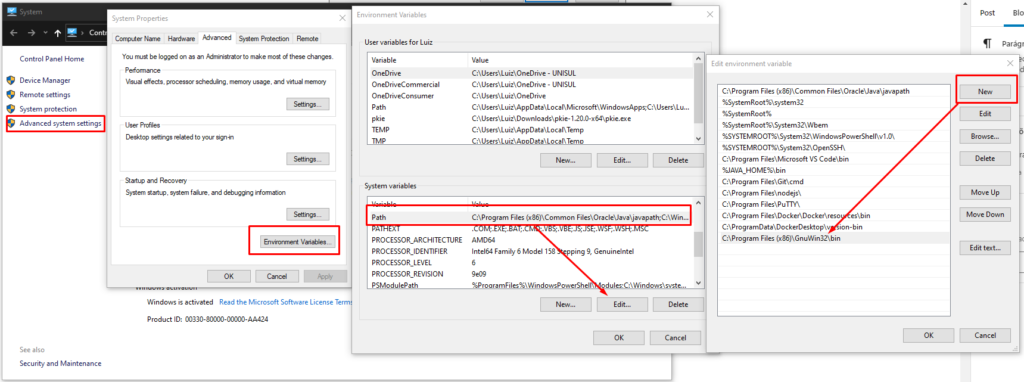 System
Contr
Control Panel Home
Device Manager
Remote settings
System protection
Advanced system settings
Windows activation
Windows is activated Read the Microsoft Software License Terms
Product ID: 00330-80000-00000-AA424
See also
Security and Maintenance
System Properties
Computer Name
Hardware
Advanced
System Protection
Remote
You must be logged on as an Administrator to make most of these changes.
Performance
Visual effects, processor scheduling, memory usage, and virtual memory
Settings...
User Profiles
Desktop settings related to your sign-in
Settings...
Startup and Recovery
System startup, system failure, and debugging information
Settings...
Environment Variables...
OK
Cancel
Apply
Environment Variables
User variables for Luiz
Variable Value
OneDrive C:\Users\Luiz\OneDrive - UNISUL
OneDriveCommercial C:\Users\Luiz\OneDrive - UNISUL
OneDriveConsumer C:\Users\Luiz\OneDrive
Path C:\Users\Luiz\AppData\Local\Microsoft\WindowsApps;C:\Users\Lu...
pkie C:\Users\Luiz\Downloads\pkie-1.20.0-x64\pkie.exe
TEMP C:\Users\Luiz\AppData\Local\Temp
TMP C:\Users\Luiz\AppData\Local\Temp
New...
Edit...
Delete
System variables
Variable Value
Path C:\Program Files (x86)\Common Files\Oracle\Java\javapath;C:\Win...
PATHEXT .COM;.EXE;.BAT;.CMD;.VBS;.VBE;.JS;.JSE;.WSF;.WSH;.MSC
PROCESSOR_ARCHITECTURE AMD64
PROCESSOR_IDENTIFIER Intel64 Family 6 Model 158 Stepping 9, GenuineIntel
PROCESSOR_LEVEL 6
PROCESSOR_REVISION 9e09
PSModulePath %ProgramFiles%\WindowsPowerShell\Modules;C:\Windows\syste...
New...
Edit...
Delete
OK
Cancel
Post
Blo
¶ Parág
Edit environment variable
C:\Program Files (x86)\Common Files\Oracle\Java\javapath
%SystemRoot%\system32
%SystemRoot%
%SystemRoot%\System32\Wbem
%SYSTEMROOT%\System32\WindowsPowerShell\v1.0\
%SYSTEMROOT%\System32\OpenSSH\
C:\Program Files\Microsoft VS Code\bin
%JAVA_HOME%\bin
C:\Program Files\Git\cmd
C:\Program Files\nodejs\
C:\Program Files\PuTTY\
C:\Program Files\Docker\Docker\resources\bin
C:\ProgramData\DockerDesktop\version-bin
C:\Program Files (x86)\GnuWin32\bin
New
Edit
Browse...
Delete
Move Up
Move Down
Edit text...
OK
Cancel